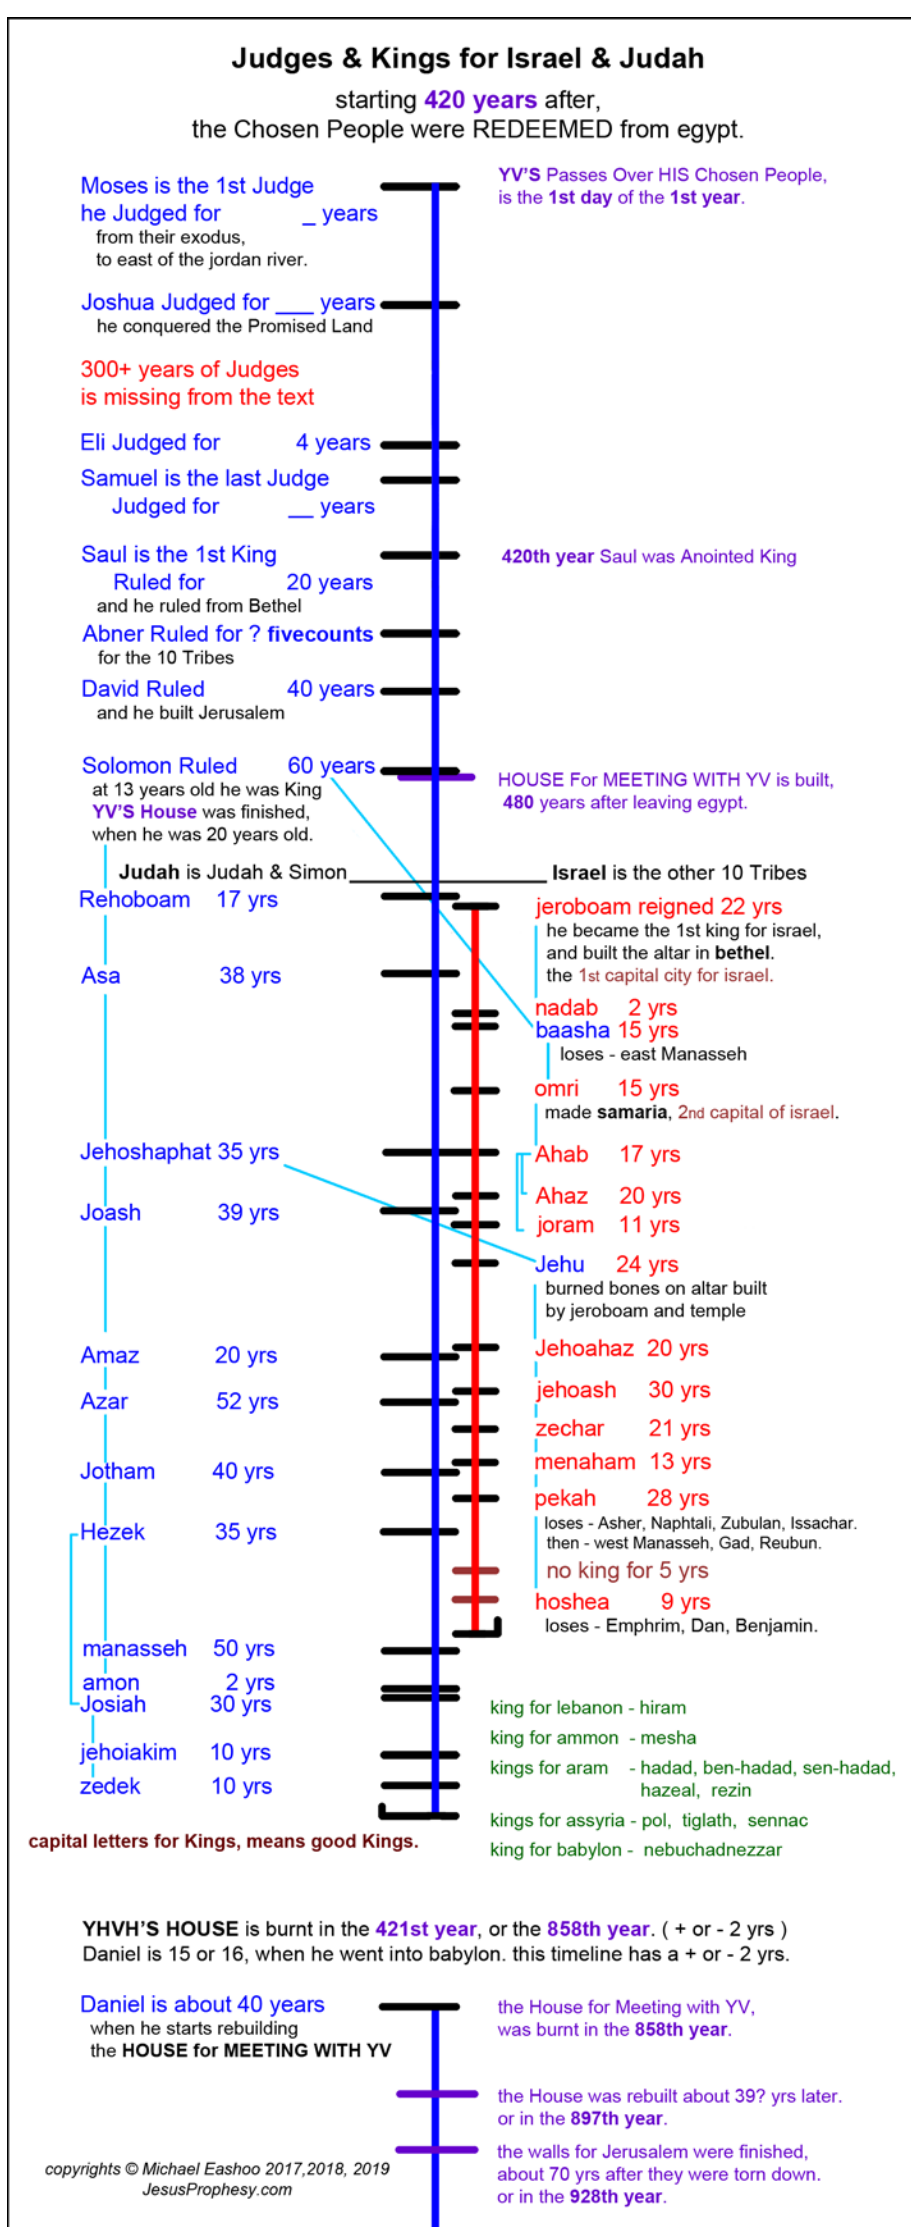 Judges & Kings for Israel & Judah
starting 420 years after,
the Chosen People were REDEEMED from egypt.
Moses is the 1st Judge
he Judged for _ years
from their exodus,
to east of the jordan river.
YV'S Passes Over HIS Chosen People,
is the 1st day of the 1st year.
Joshua Judged for ___ years
he conquered the Promised Land
300+ years of Judges
is missing from the text
Eli Judged for 4 years
Samuel is the last Judge
Judged for __ years
Saul is the 1st King
Ruled for 20 years
and he ruled from Bethel
420th year Saul was Anointed King
Abner Ruled for ? fivecounts
for the 10 Tribes
David Ruled 40 years
and he built Jerusalem
Solomon Ruled 60 years
at 13 years old he was King
YV'S House was finished,
when he was 20 years old.
HOUSE For MEETING WITH YV is built,
480 years after leaving egypt.
Judah is Judah & Simon
Israel is the other 10 Tribes
Rehoboam 17 yrs
jeroboam reigned 22 yrs
he became the 1st king for israel,
and built the altar in bethel.
the 1st capital city for israel.
Asa 38 yrs
nadab 2 yrs
baasha 15 yrs
loses - east Manasseh
omri 15 yrs
made samaria, 2nd capital of israel.
Jehoshaphat 35 yrs
Ahab 17 yrs
Ahaz 20 yrs
Joash 39 yrs
joram 11 yrs
Jehu 24 yrs
burned bones on altar built
by jeroboam and temple
Amaz 20 yrs
Jehoahaz 20 yrs
Azar 52 yrs
jehoash 30 yrs
zechar 21 yrs
Jotham 40 yrs
menaham 13 yrs
pekah 28 yrs
loses - Asher, Naphtali, Zubulan, Issachar.
then - west Manasseh, Gad, Reubun.
Hezek 35 yrs
no king for 5 yrs
hoshea 9 yrs
loses - Emphrim, Dan, Benjamin.
manasseh 50 yrs
amon 2 yrs
Josiah 30 yrs
jehoiakim 10 yrs
zedek 10 yrs
king for lebanon - hiram
king for ammon - mesha
kings for aram - hadad, ben-hadad, sen-hadad,
hazeal, rezin
kings for assyria - pol, tiglath, sennac
king for babylon - nebuchadnezzar
capital letters for Kings, means good Kings.
YHVH'S HOUSE is burnt in the 421st year, or the 858th year. ( + or - 2 yrs )
Daniel is 15 or 16, when he went into babylon. this timeline has a + or - 2 yrs.
Daniel is about 40 years
when he starts rebuilding
the HOUSE for MEETING WITH YV
the House for Meeting with YV,
was burnt in the 858th year.
the House was rebuilt about 39? yrs later.
or in the 897th year.
the walls for Jerusalem were finished,
about 70 yrs after they were torn down.
or in the 928th year.
copyrights © Michael Eashoo 2017,2018, 2019
JesusProphesy.com